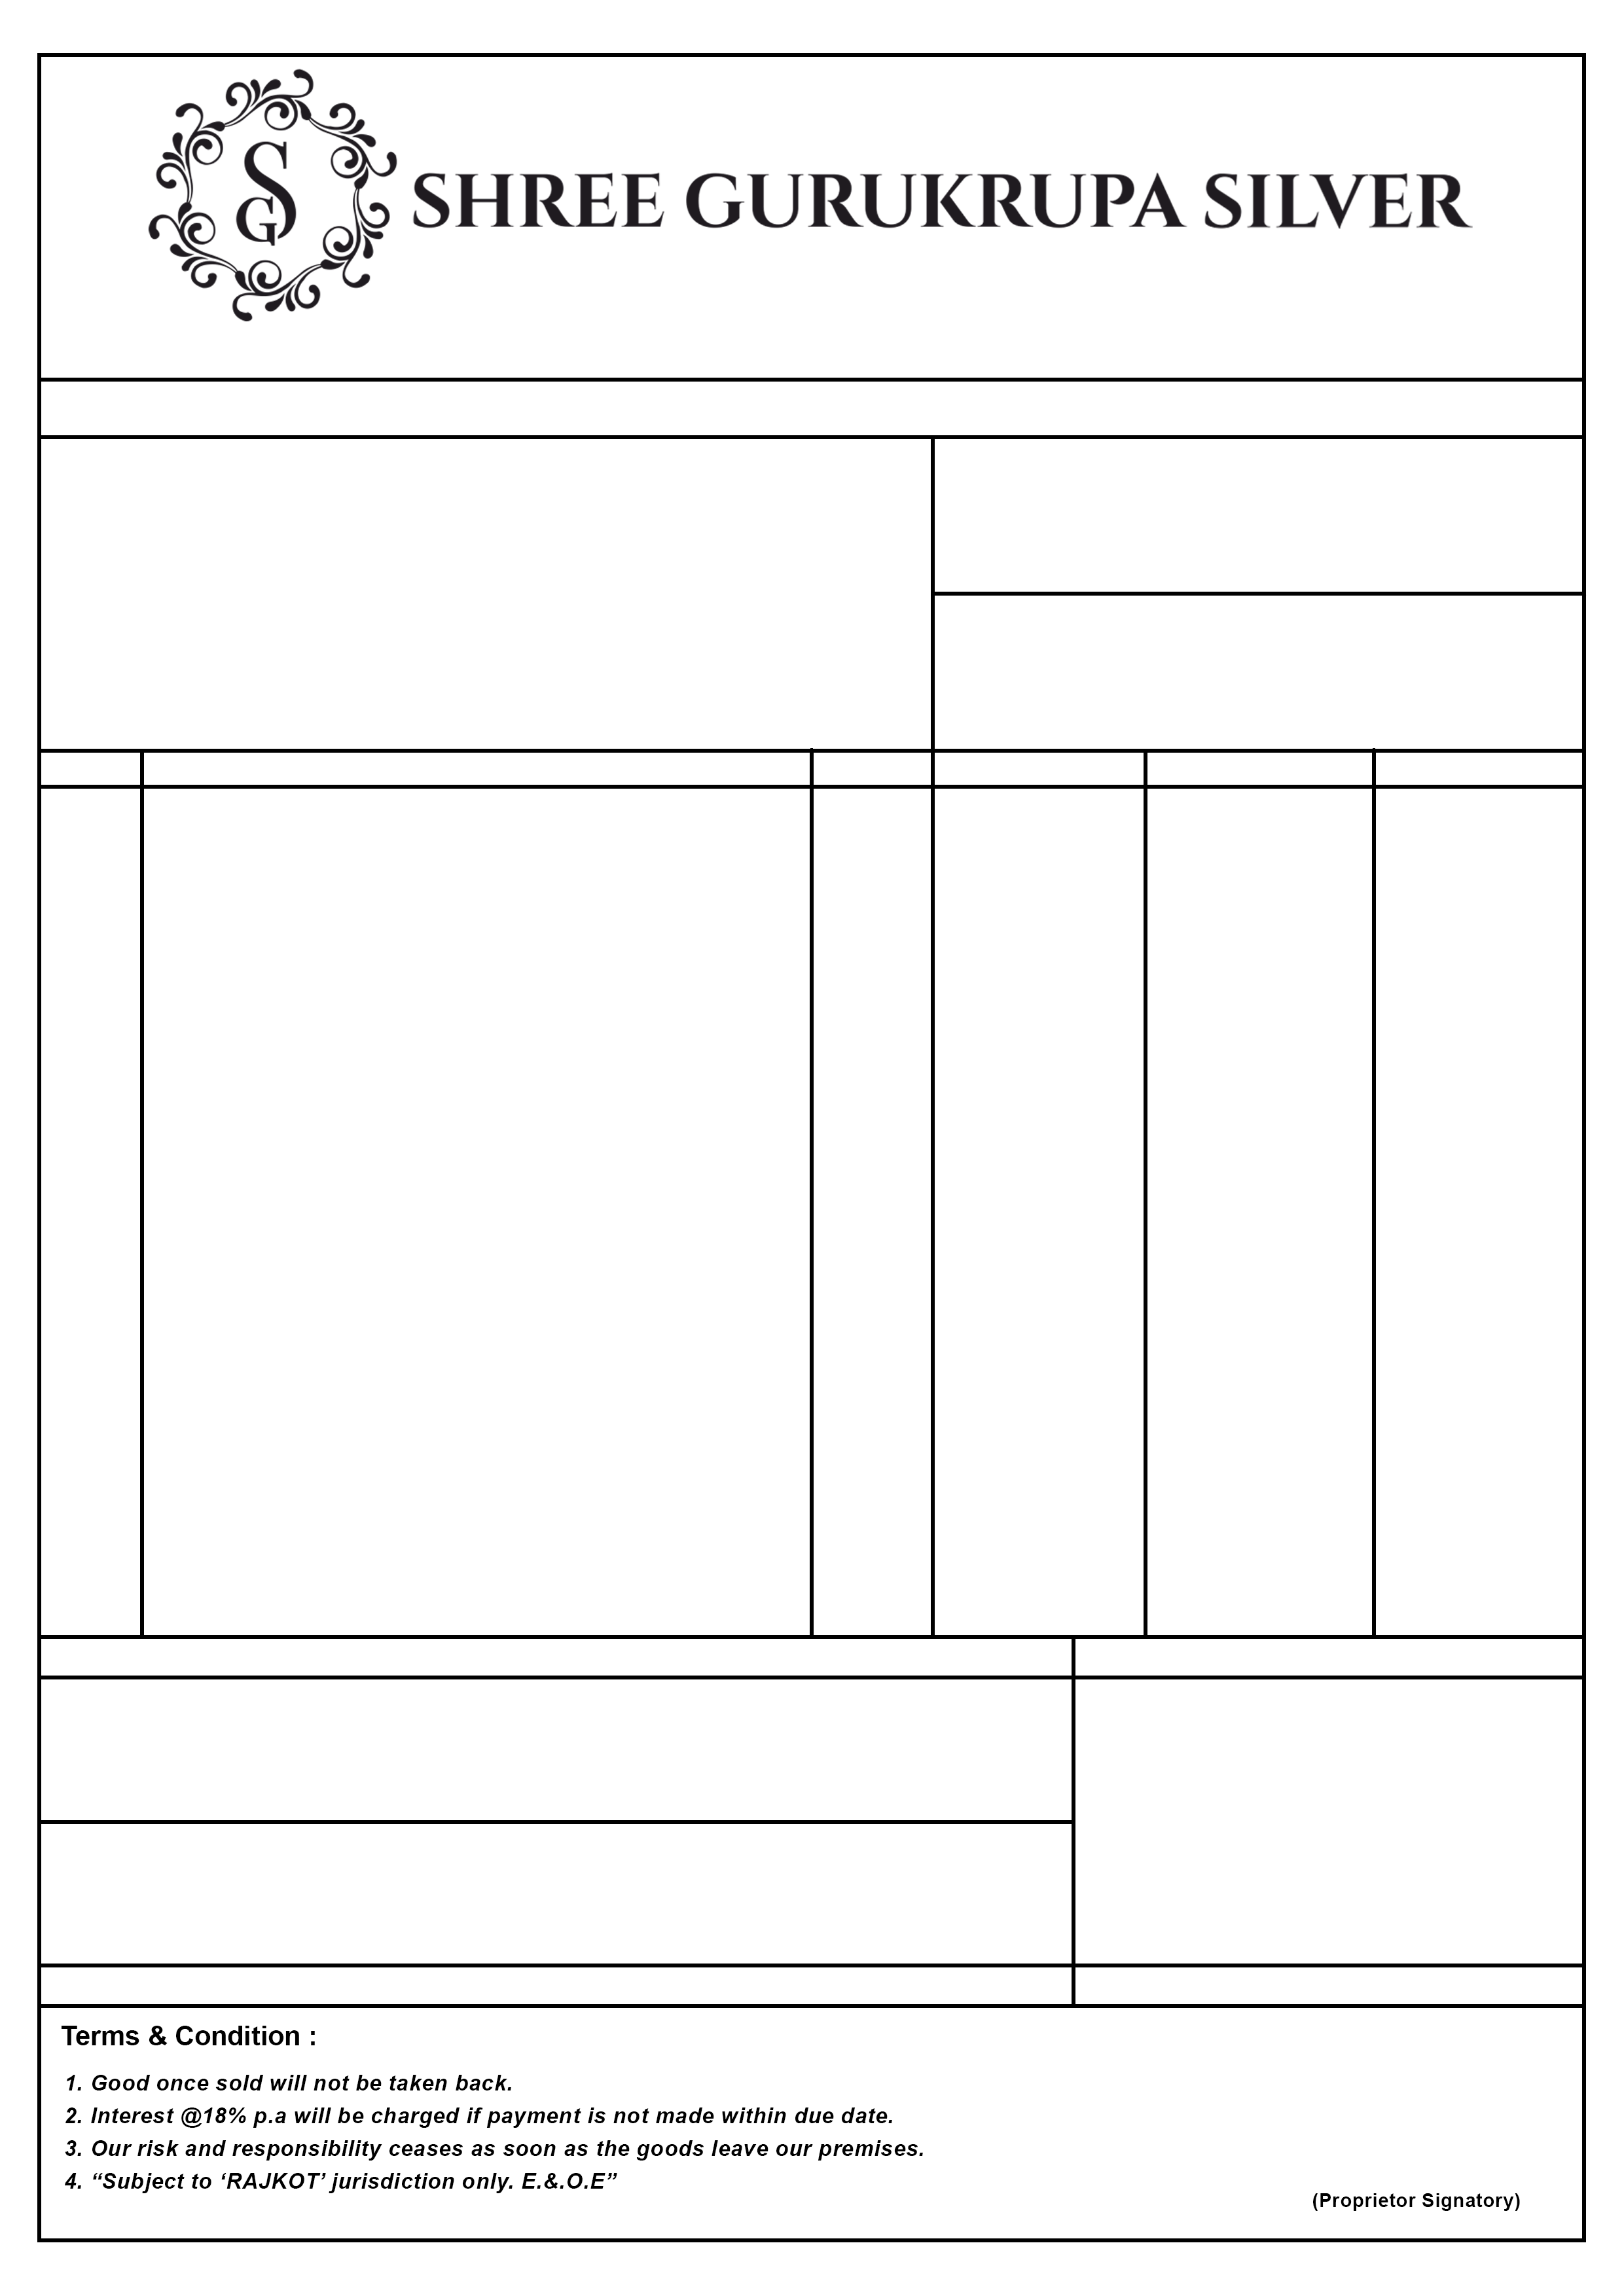 SG
SHREE GURUKRUPA SILVER
Terms & Condition :
1. Good once sold will not be taken back.
2. Interest @18% p.a will be charged if payment is not made within due date.
3. Our risk and responsibility ceases as soon as the goods leave our premises.
4. “Subject to ‘RAJKOT’ jurisdiction only. E.&.O.E”
(Proprietor Signatory)